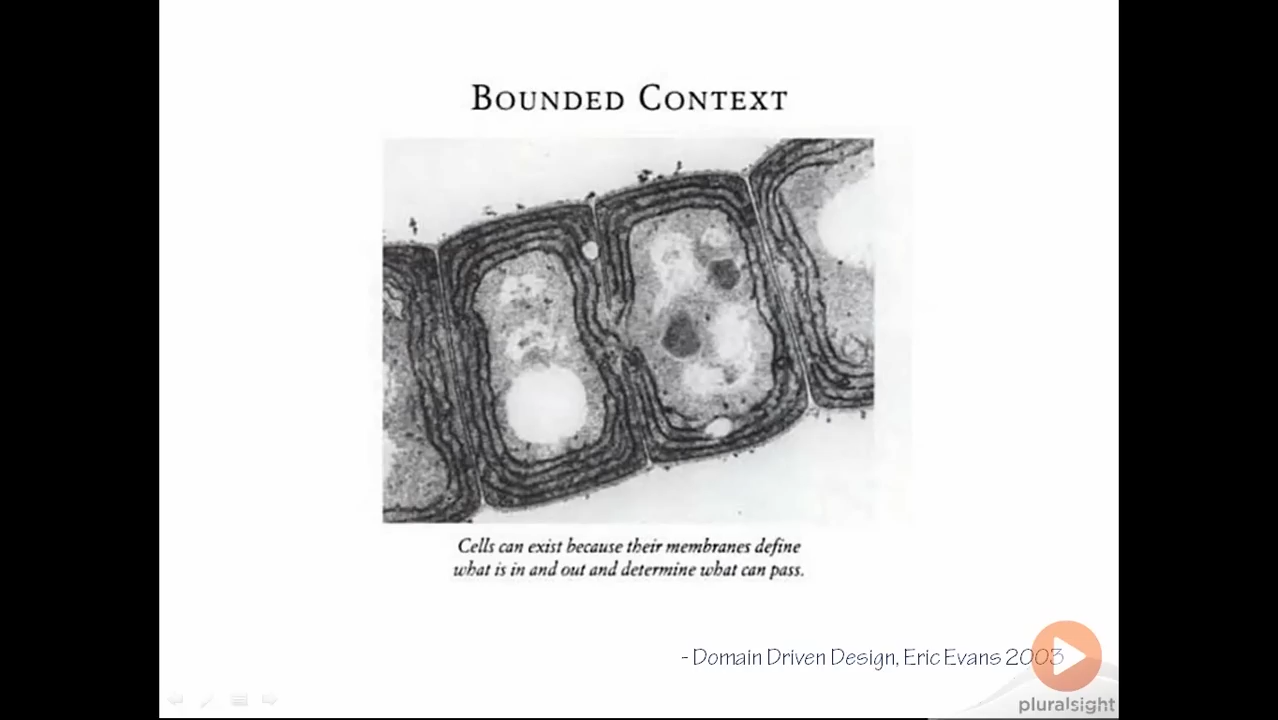 BOUNDED CONTEXT
Cells can exist because their membranes define
what is in and out and determine what can pass.
- Domain Driven Design, Eric Evans 2003
pluralsight